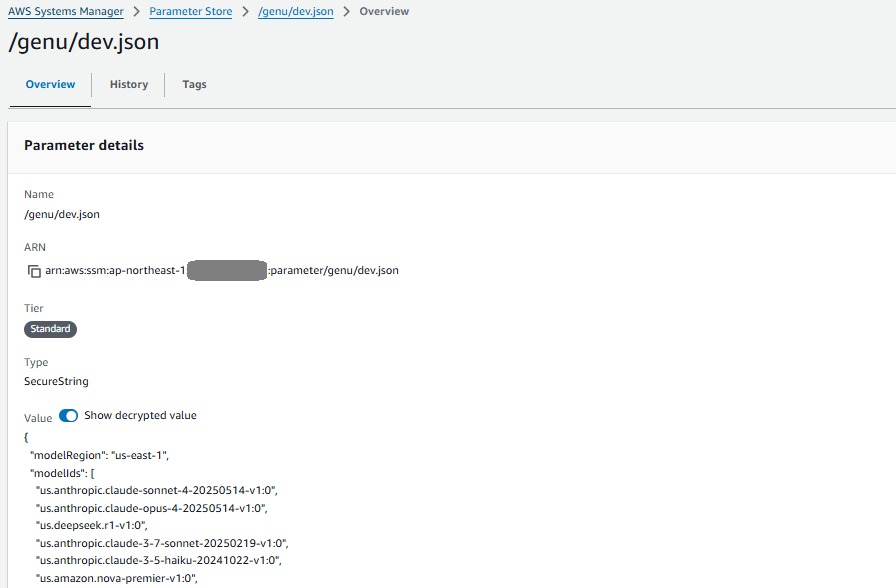 AWS Systems Manager > Parameter Store > /genu/dev.json > Overview
/genu/dev.json
Overview History Tags
Parameter details
Name
/genu/dev.json
ARN
arn:aws:ssm:ap-northeast-1 :parameter/genu/dev.json
Tier
Standard
Type
SecureString
Value Show decrypted value
{
"modelRegion": "us-east-1",
"modelIds": [
"us.anthropic.claude-sonnet-4-20250514-v1:0",
"us.anthropic.claude-opus-4-20250514-v1:0",
"us.deepseek.r1-v1:0",
"us.anthropic.claude-3-7-sonnet-20250219-v1:0",
"us.anthropic.claude-3-5-haiku-20241022-v1:0",
"us.amazon.nova-premier-v1:0",